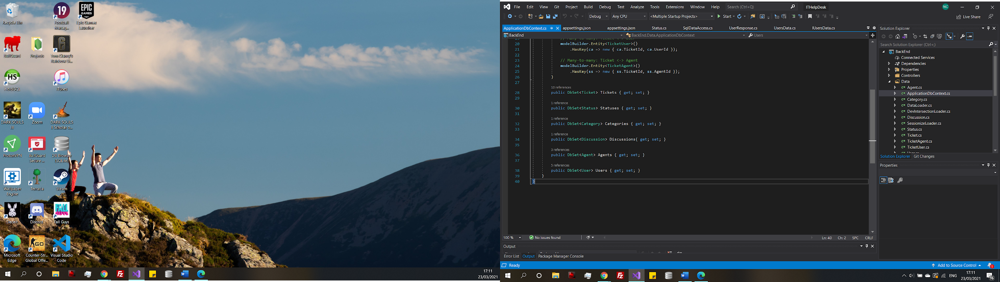 Recycle Bin
Football Manag...
Epic Games Launcher
BullGuard
Projects
Tom Clancy's Rainbow Si...
HeidiSQL
iTunes
DARK SOULS III
Zoom
DARK SOULS II Scholar o...
ProtonVPN
BullGuard Secure ...
DB Browser (SQLite)
Wallpaper Engine
Terraria
Steam
Deceit
Discord
Fall Guys
Microsoft Edge
Counter-Str... Global Offe...
Visual Studio Code
17:11
23/03/2021
File Edit View Git Project Build Debug Test Analyze Tools Extensions Window Help Search (Ctrl+Q) ITHelpDesk NC
Debug Any CPU <Multiple Startup Projects> Start Live Share
ApplicationDbContext.cs appsettings.json appsettings.json Status.cs SqlDataAccess.cs UserResponse.cs UsersData.cs IUsersData.cs
BackEnd BackEnd.Data.ApplicationDbContext Users
20 modelBuilder.Entity<TicketUser>()
21 .HasKey(ca => new { ca.TicketId, ca.UserId });
22
23 // Many-to-many: Ticket <-> Agent
24 modelBuilder.Entity<TicketAgent>()
25 .HasKey(ss => new { ss.TicketId, ss.AgentId });
26 }
27
10 references
28 public DbSet<Ticket> Tickets { get; set; }
29
1 reference
30 public DbSet<Status> Statuses { get; set; }
31
1 reference
32 public DbSet<Category> Categories { get; set; }
33
1 reference
34 public DbSet<Discussion> Discussions{ get; set; }
35
3 references
36 public DbSet<Agent> Agents { get; set; }
37
5 references
38 public DbSet<User> Users { get; set; }
39 }
40 }
100 % No issues found Ln: 40 Ch: 2 SPC CRLF
Output
Error List Output Package Manager Console
Ready Add to Source Control 1
Solution Explorer
Search Solution Explorer (Ctrl+;)
BackEnd
Connected Services
Dependencies
Properties
Controllers
Data
Agent.cs
ApplicationDbContext.cs
Category.cs
DataLoader.cs
DevIntersectionLoader.cs
Discussion.cs
SessionizeLoader.cs
Status.cs
Ticket.cs
TicketAgent.cs
TicketUser.cs
Solution Explorer Git Changes
Properties
ENG
17:11
23/03/2021
16